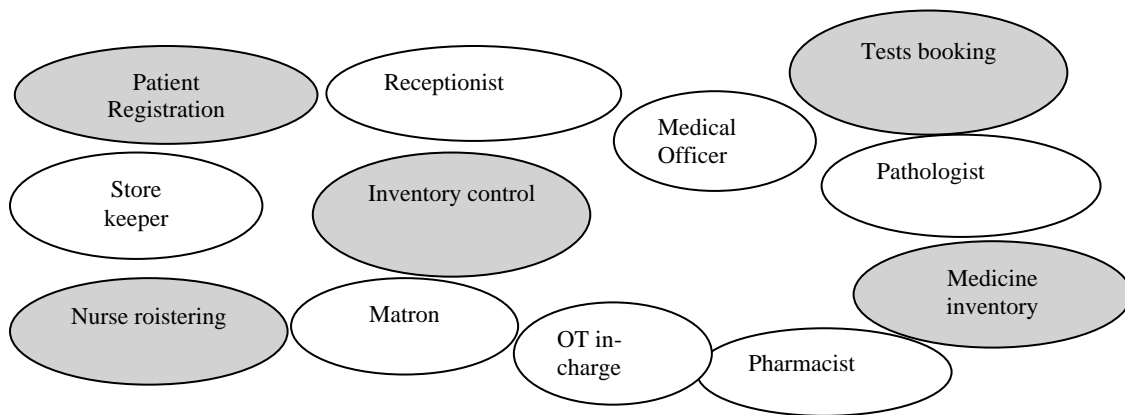 Patient
Registration
Receptionist
Tests booking
Medical
Officer
Store
keeper
Inventory control
Pathologist
Nurse roistering
Matron
OT in-
charge
Pharmacist
Medicine
inventory